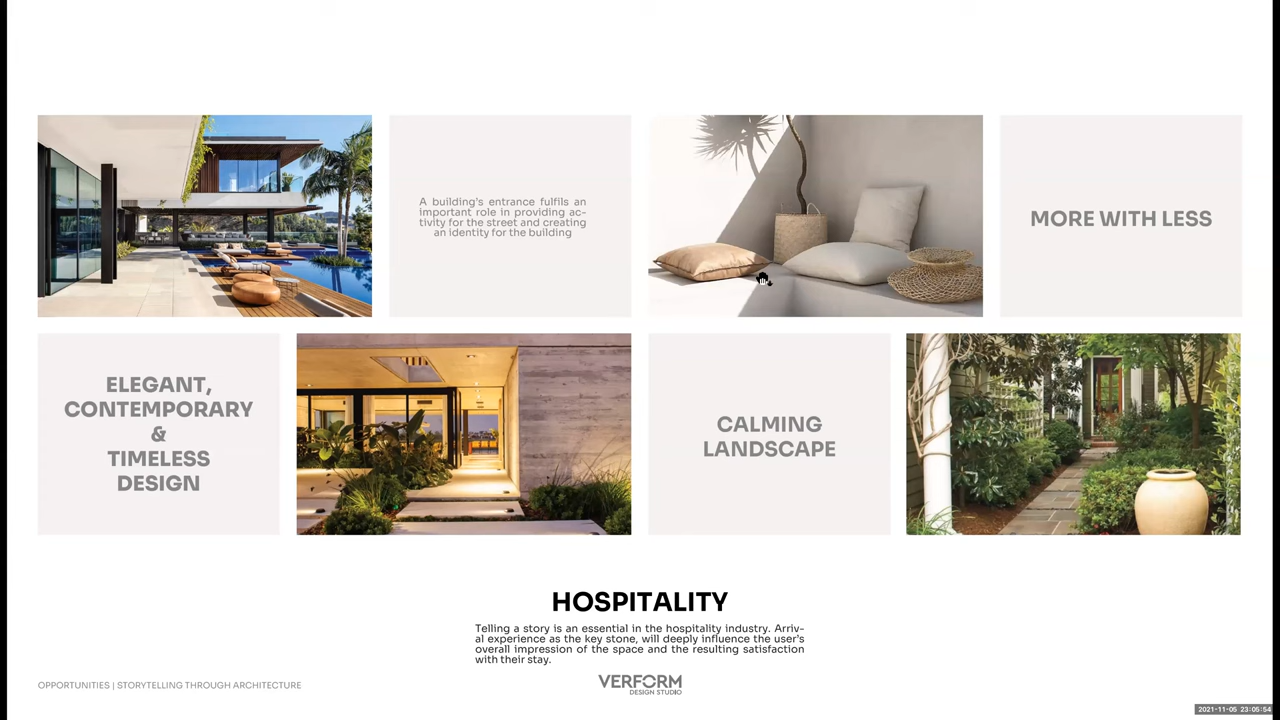 A building's entrance fulfils an
important role in providing ac-
tivity for the street and creating
an identity for the building
MORE WITH LESS
ELEGANT,
CONTEMPORARY
&
TIMELESS
DESIGN
CALMING
LANDSCAPE
HOSPITALITY
Telling a story is an essential in the hospitality industry. Arriv-
al experience as the key stone, will deeply influence the user's
overall impression of the space and the resulting satisfaction
with their stay.
OPPORTUNITIES | STORYTELLING THROUGH ARCHITECTURE
VERFORM
DESIGN STUDIO
2021-11-05 23:05:54